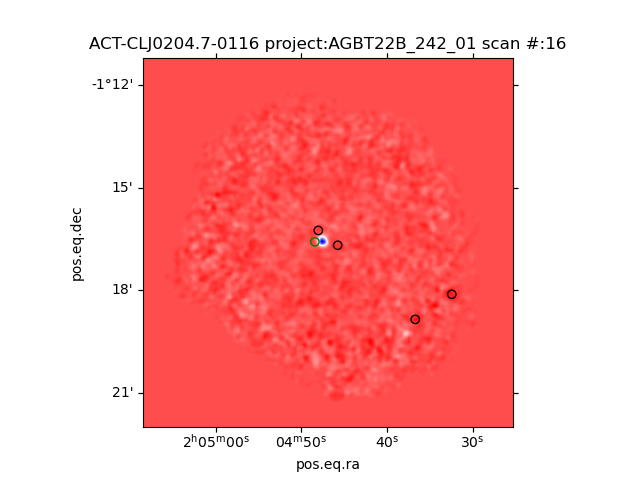 ACT-CLJ0204.7-0116 project:AGBT22B_242_01 scan #:16
-1°12'
15'
18'
21'
pos.eq.dec
2ʰ05ᵐ00ˢ 04ᵐ50ˢ 40ˢ 30ˢ
pos.eq.ra